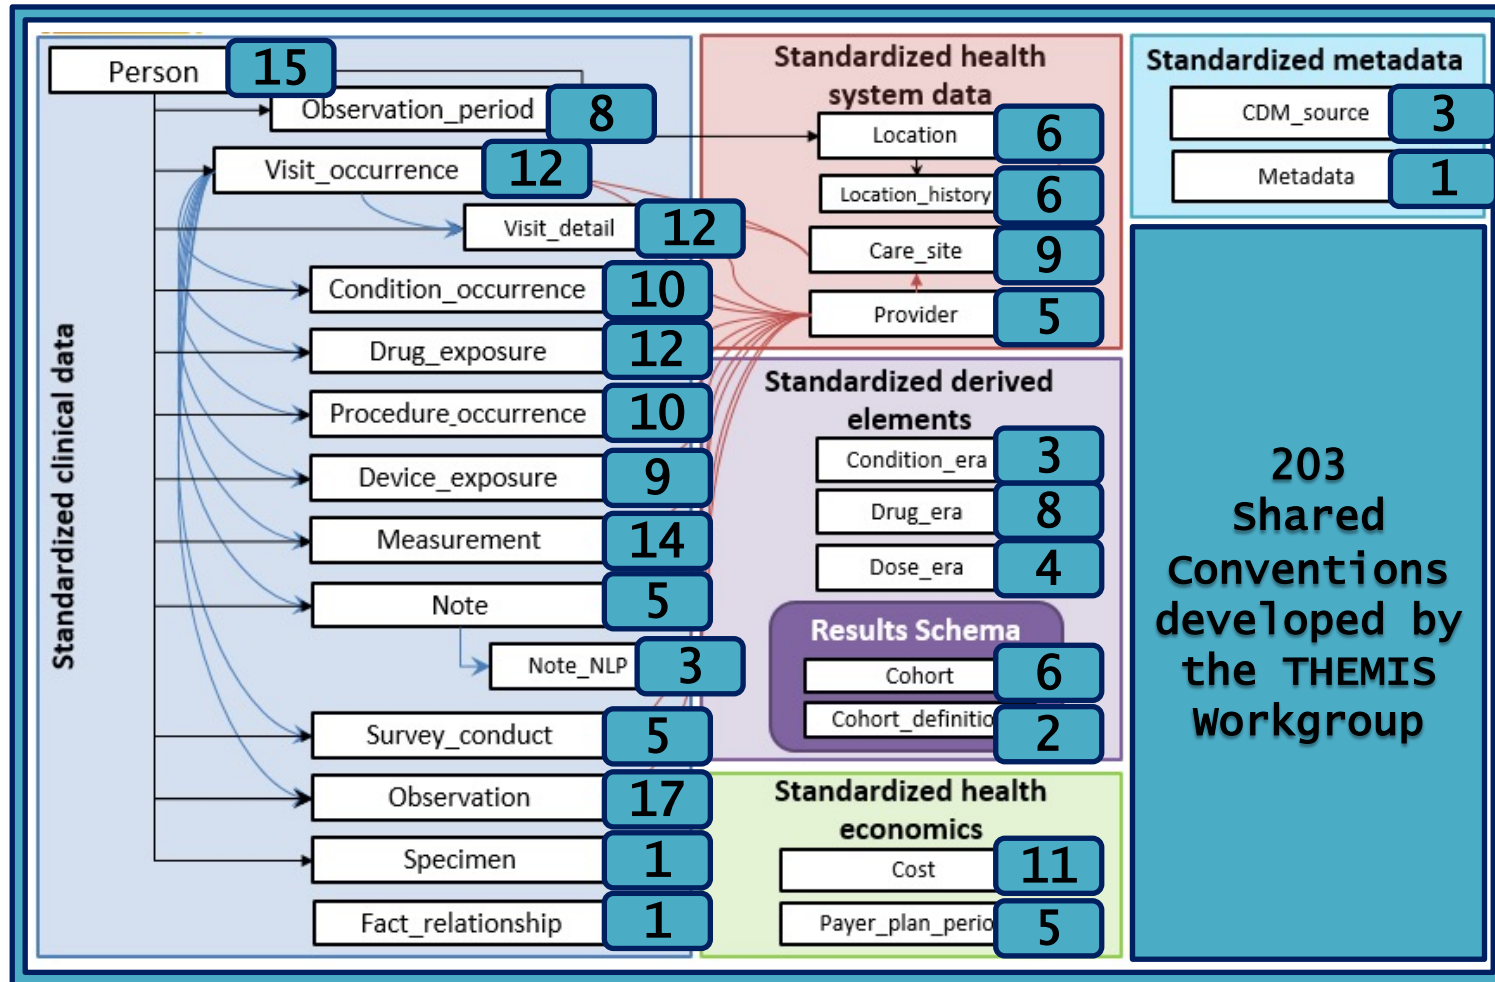 Standardized clinical data
Person 15
Observation_period 8
Visit_occurrence 12
Visit_detail 12
Condition_occurrence 10
Drug_exposure 12
Procedure_occurrence 10
Device_exposure 9
Measurement 14
Note 5
Note_NLP 3
Survey_conduct 5
Observation 17
Specimen 1
Fact_relationship 1
Standardized health
system data
Location 6
Location_history 6
Care_site 9
Provider 5
Standardized derived
elements
Condition_era 3
Drug_era 8
Dose_era 4
Results Schema
Cohort 6
Cohort_definitio 2
Standardized health
economics
Cost 11
Payer_plan_perio 5
Standardized metadata
CDM_source 3
Metadata 1
203
Shared
Conventions
developed by
the THEMIS
Workgroup